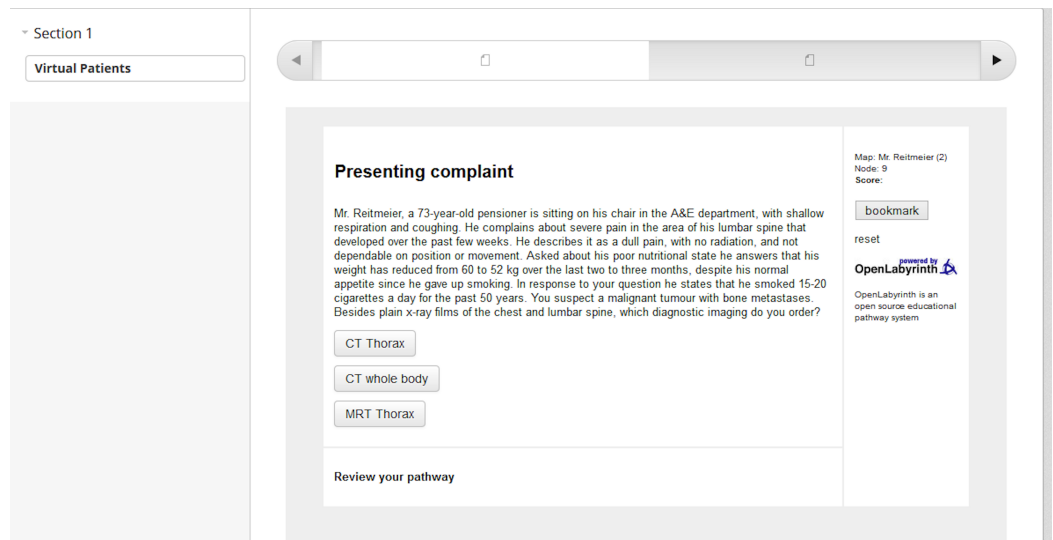 Section 1
Virtual Patients
Presenting complaint
Mr. Reitmeier, a 73-year-old pensioner is sitting on his chair in the A&E department, with shallow
respiration and coughing. He complains about severe pain in the area of his lumbar spine that
developed over the past few weeks. He describes it as a dull pain, with no radiation, and not
dependable on position or movement. Asked about his poor nutritional state he answers that his
weight has reduced from 60 to 52 kg over the last two to three months, despite his normal
appetite since he gave up smoking. In response to your question he states that he smoked 15-20
cigarettes a day for the past 50 years. You suspect a malignant tumour with bone metastases.
Besides plain x-ray films of the chest and lumbar spine, which diagnostic imaging do you order?
CT Thorax
CT whole body
MRT Thorax
Review your pathway
Map: Mr. Reitmeier (2)
Node: 9
Score:
bookmark
reset
powered by
OpenLabyrinth
OpenLabyrinth is an
open source educational
pathway system